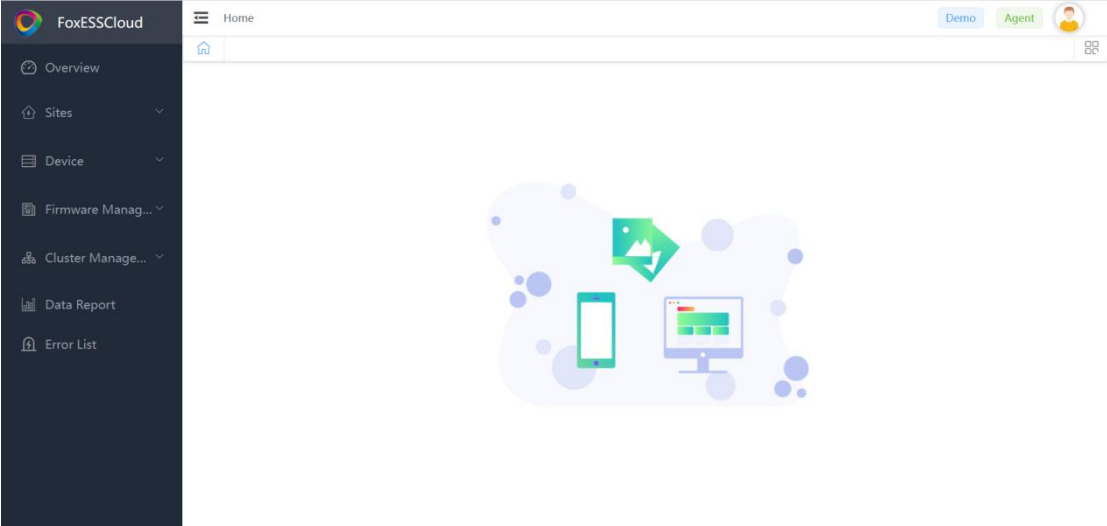 FoxESSCloud
Home
Demo
Agent
Overview
Sites
Device
Firmware Manag...
Cluster Manage...
Data Report
Error List